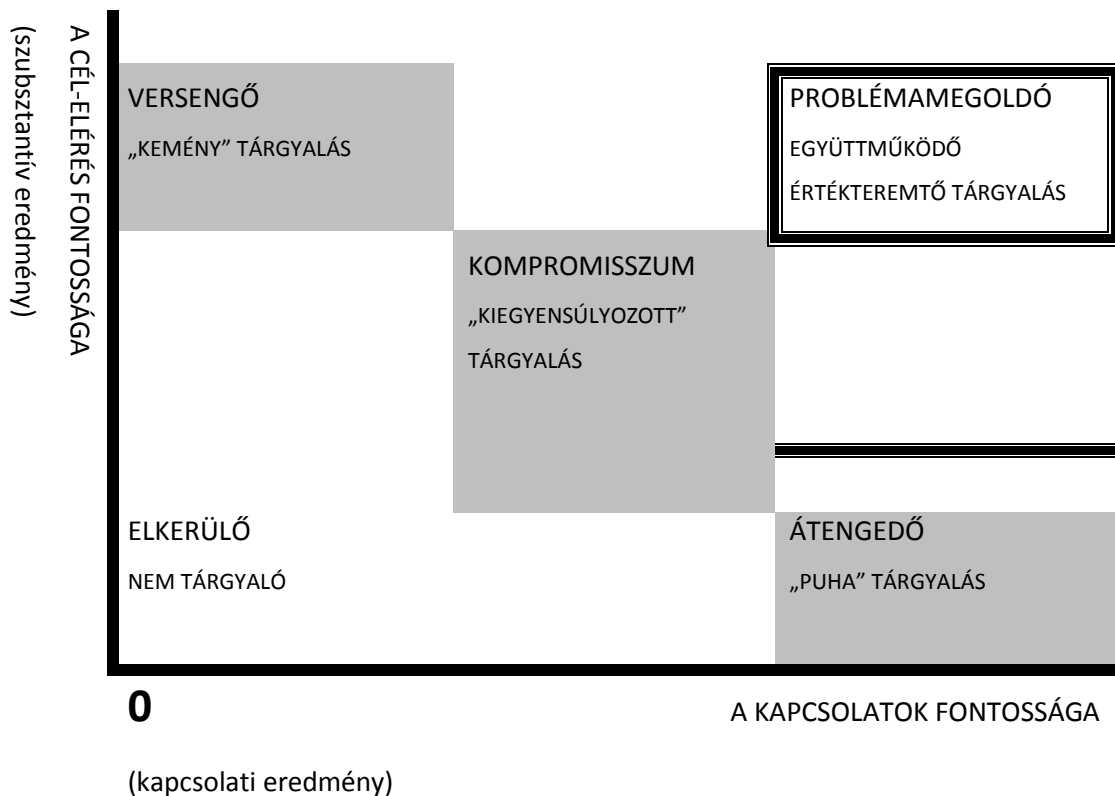 A CÉL-ELÉRÉS FONTOSSÁGA
(szubsztantív eredmény)
VERSENGŐ
„KEMÉNY” TÁRGYALÁS
PROBLÉMAMEGOLDÓ
EGYÜTTMŰKÖDŐ
ÉRTÉKTEREMTŐ TÁRGYALÁS
KOMPROMISSZUM
„KIEGYENSÚLYOZOTT”
TÁRGYALÁS
ELKERÜLŐ
NEM TÁRGYALÓ
ÁTENGEDŐ
„PUHA” TÁRGYALÁS
0
A KAPCSOLATOK FONTOSSÁGA
(kapcsolati eredmény)